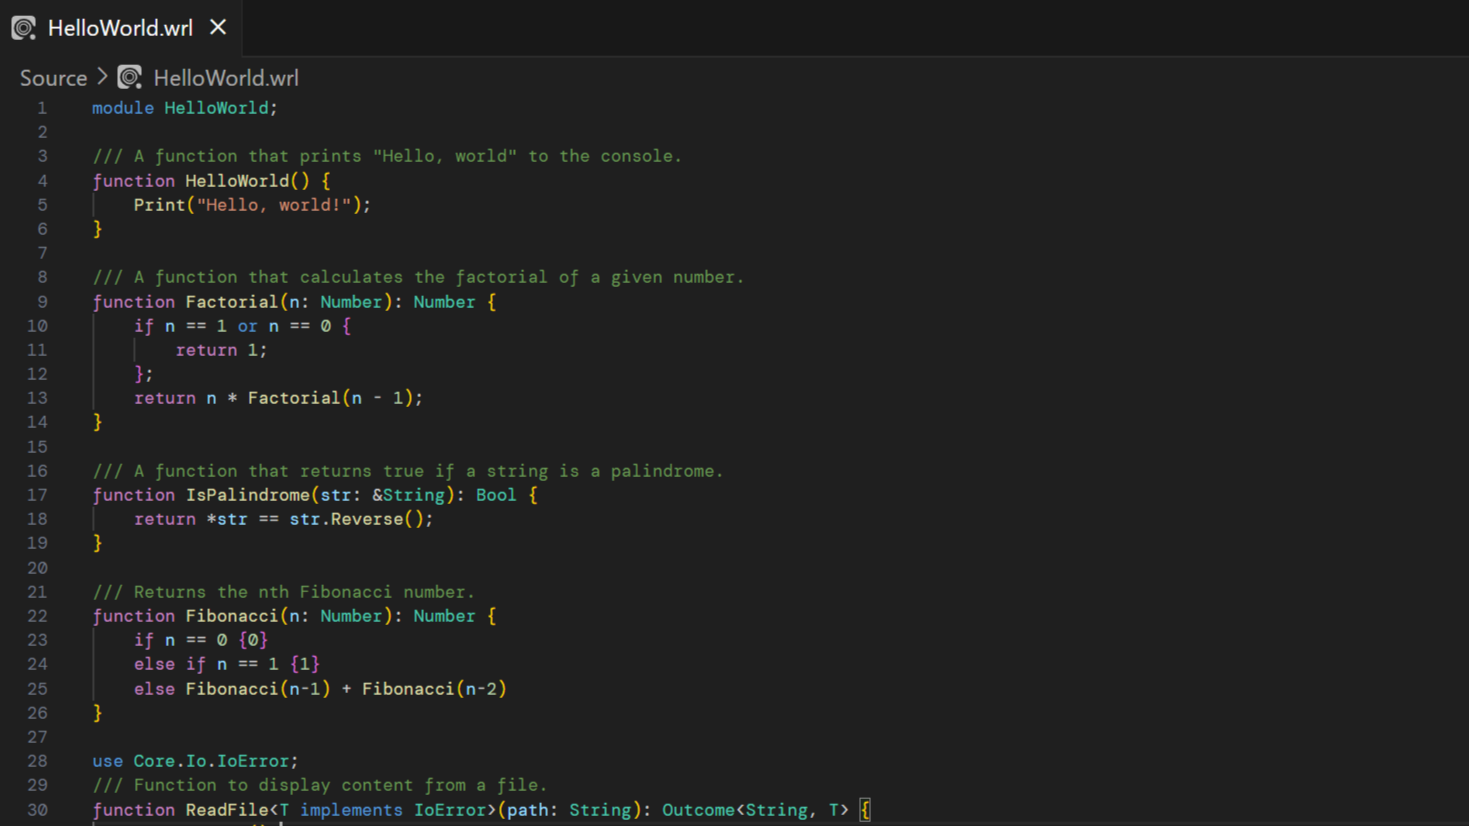 HelloWorld.wrl
Source > HelloWorld.wrl
1 module HelloWorld;
2
3 /// A function that prints "Hello, world" to the console.
4 function HelloWorld() {
5     Print("Hello, world!");
6 }
7
8 /// A function that calculates the factorial of a given number.
9 function Factorial(n: Number): Number {
10     if n == 1 or n == 0 {
11         return 1;
12     };
13     return n * Factorial(n - 1);
14 }
15
16 /// A function that returns true if a string is a palindrome.
17 function IsPalindrome(str: &String): Bool {
18     return *str == str.Reverse();
19 }
20
21 /// Returns the nth Fibonacci number.
22 function Fibonacci(n: Number): Number {
23     if n == 0 {0}
24     else if n == 1 {1}
25     else Fibonacci(n-1) + Fibonacci(n-2)
26 }
27
28 use Core.Io.IoError;
29 /// Function to display content from a file.
30 function ReadFile<T implements IoError>(path: String): Outcome<String, T> {